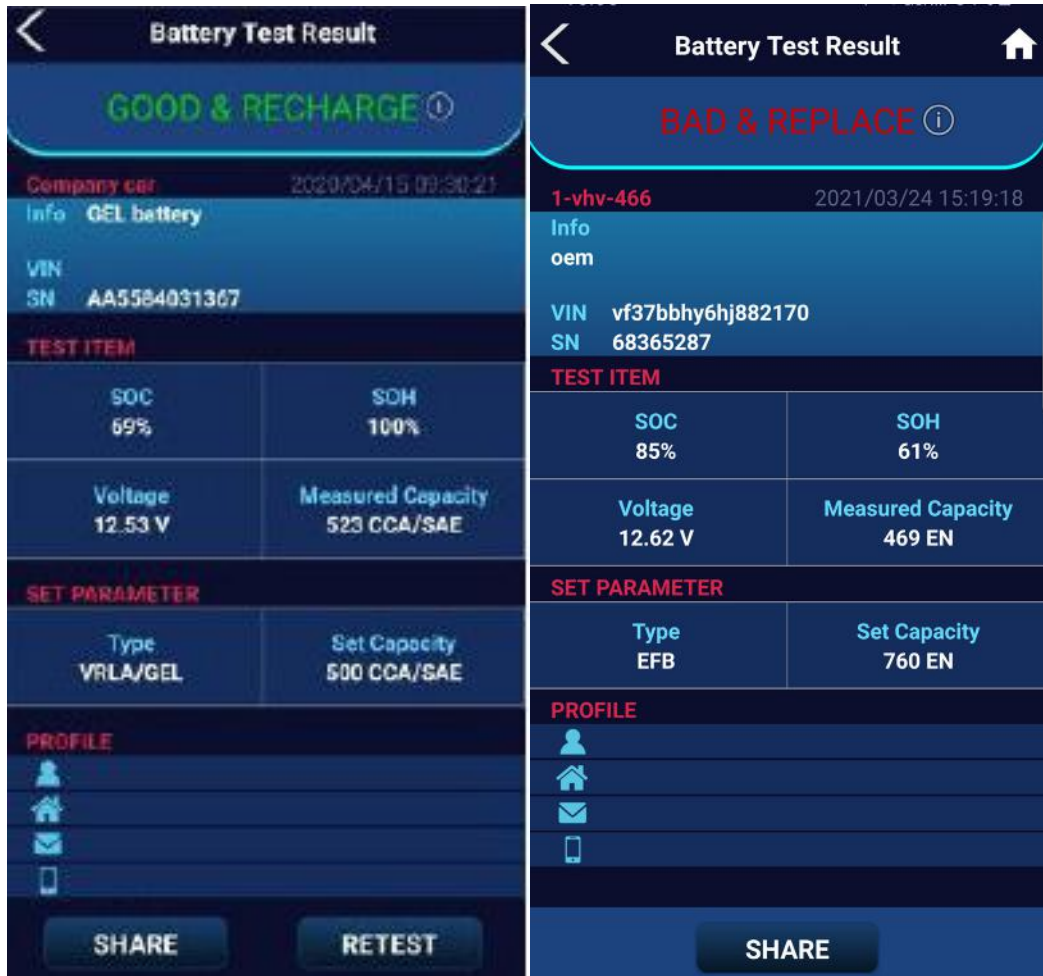 Battery Test Result
GOOD & RECHARGE
Company car 2020/04/15 09:30:21
Info GEL battery
VIN
SN AA5584031367
TEST ITEM
SOC SOH
69% 100%
Voltage Measured Capacity
12.53 V 523 CCA/SAE
SET PARAMETER
Type Set Capacity
VRLA/GEL 500 CCA/SAE
PROFILE
SHARE RETEST
Battery Test Result
BAD & REPLACE
1-vhv-466 2021/03/24 15:19:18
Info
oem
VIN vf37bbhy6hj882170
SN 68365287
TEST ITEM
SOC SOH
85% 61%
Voltage Measured Capacity
12.62 V 469 EN
SET PARAMETER
Type Set Capacity
EFB 760 EN
PROFILE
SHARE